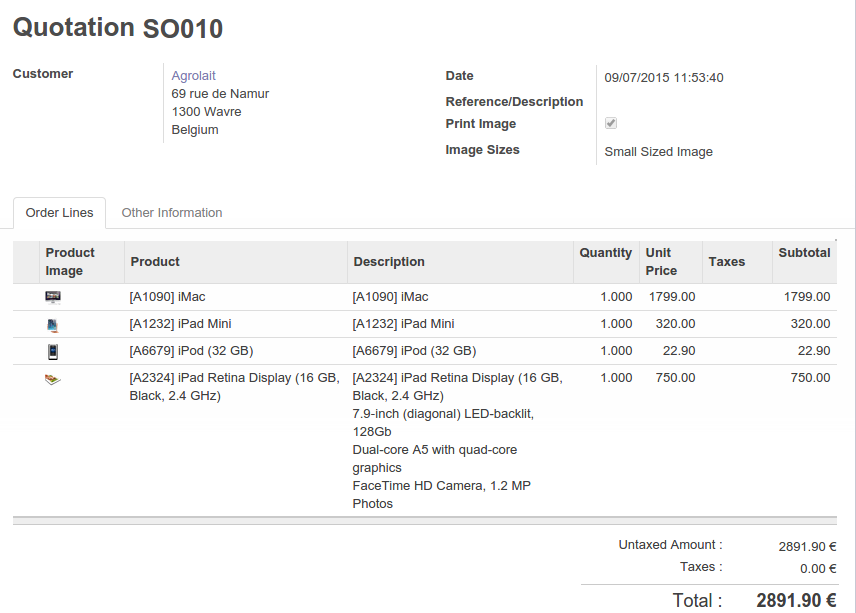 Quotation SO010
Customer
Agrolait
69 rue de Namur
1300 Wavre
Belgium
Date 09/07/2015 11:53:40
Reference/Description
Print Image
Image Sizes Small Sized Image
Order Lines Other Information
Product Image Product Description Quantity Unit Price Taxes Subtotal
[A1090] iMac [A1090] iMac 1.000 1799.00 1799.00
[A1232] iPad Mini [A1232] iPad Mini 1.000 320.00 320.00
[A6679] iPod (32 GB) [A6679] iPod (32 GB) 1.000 22.90 22.90
[A2324] iPad Retina Display (16 GB, [A2324] iPad Retina Display (16 GB, 1.000 750.00 750.00
Black, 2.4 GHz) Black, 2.4 GHz)
7.9-inch (diagonal) LED-backlit,
128Gb
Dual-core A5 with quad-core
graphics
FaceTime HD Camera, 1.2 MP
Photos
Untaxed Amount : 2891.90 €
Taxes : 0.00 €
Total : 2891.90 €